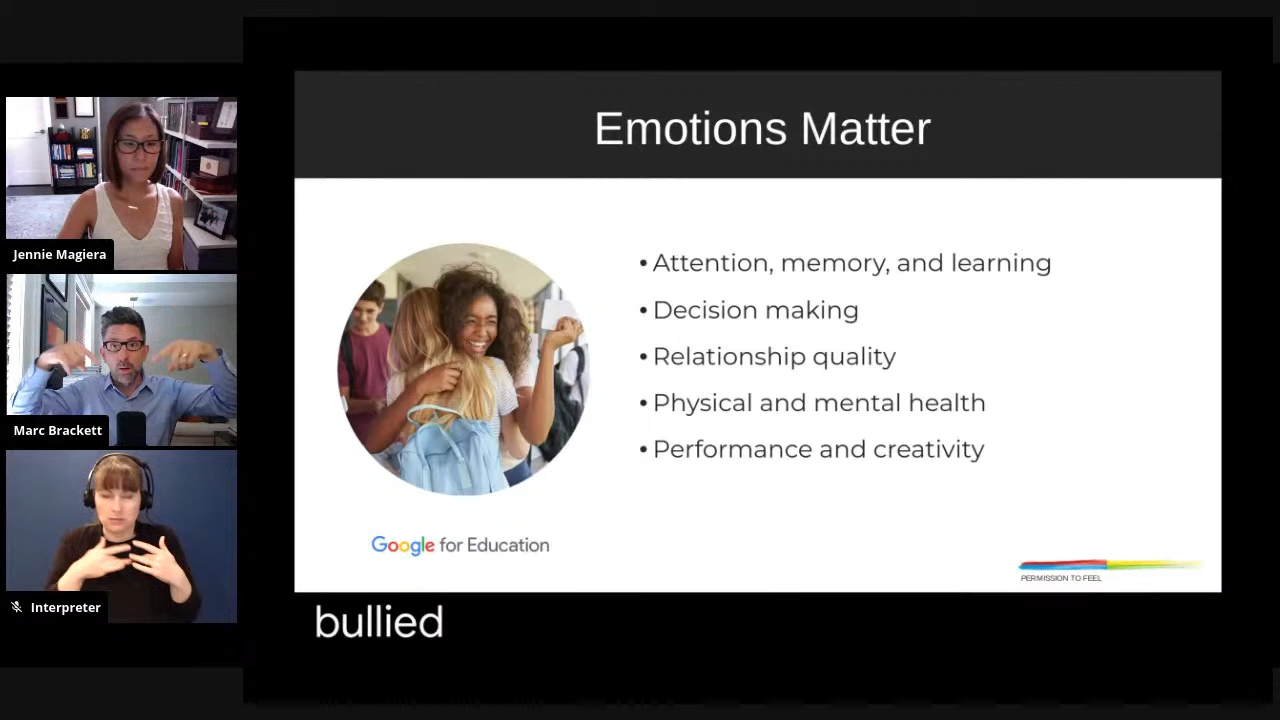 Emotions Matter
Jennie Magiera
• Attention, memory, and learning
• Decision making
• Relationship quality
• Physical and mental health
• Performance and creativity
Marc Brackett
Google for Education
PERMISSION TO FEEL
Interpreter
bullied